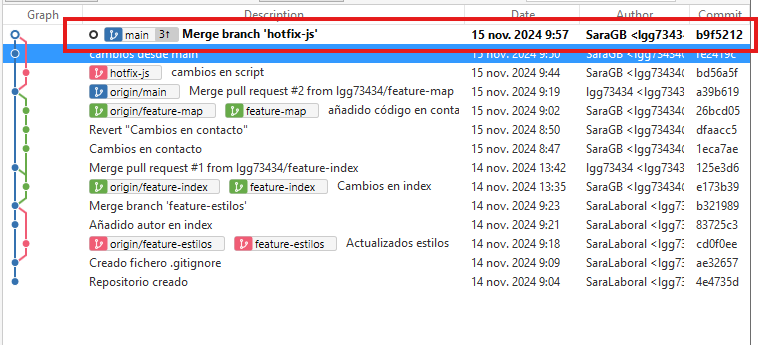 Graph Description Date Author Commit
main 3↑ Merge branch 'hotfix-js' 15 nov. 2024 9:57 SaraGB <lgg73434 b9f5212
cambios desde main 15 nov. 2024 9:50 SaraGB <lgg73434 fe2419c
hotfix-js cambios en script 15 nov. 2024 9:44 SaraGB <lgg73434 bd56a5f
origin/main Merge pull request #2 from lgg73434/feature-map 15 nov. 2024 9:19 lgg73434 <lgg73434 a39b619
origin/feature-map feature-map añadido código en conta 15 nov. 2024 9:02 SaraGB <lgg73434 26bcd05
Revert "Cambios en contacto" 15 nov. 2024 8:50 SaraGB <lgg73434 dfaacc5
Cambios en contacto 15 nov. 2024 8:47 SaraGB <lgg73434 1eca7ae
Merge pull request #1 from lgg73434/feature-index 14 nov. 2024 13:42 lgg73434 <lgg73434 125e3d6
origin/feature-index feature-index Cambios en index 14 nov. 2024 13:35 SaraGB <lgg73434 e173b39
Merge branch 'feature-estilos' 14 nov. 2024 9:23 SaraLaboral <lgg73 b321989
Añadido autor en index 14 nov. 2024 9:21 SaraLaboral <lgg73 83725c3
origin/feature-estilos feature-estilos Actualizados estilos 14 nov. 2024 9:18 SaraLaboral <lgg73 cd0f0ee
Creado fichero .gitignore 14 nov. 2024 9:09 SaraLaboral <lgg73 ae32657
Repositorio creado 14 nov. 2024 9:04 SaraLaboral <lgg73 4e4735d